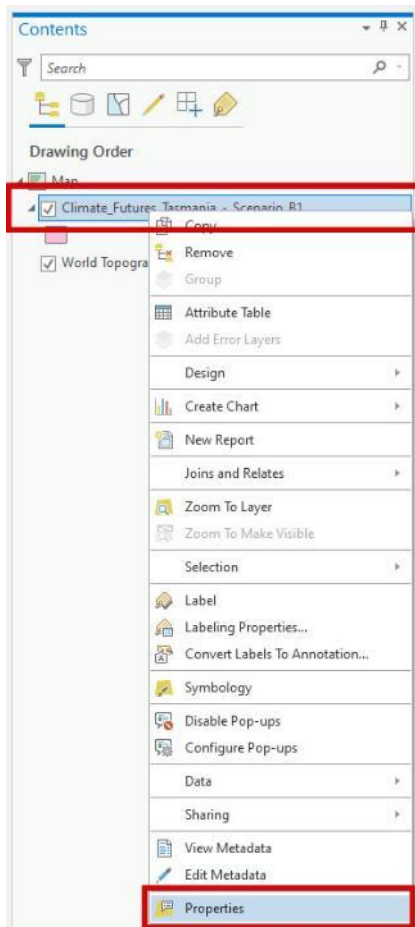 Contents
Search
Drawing Order
Map
Climate_Futures_Tasmania - Scenario_B1
World Topogra
Copy
Remove
Group
Attribute Table
Add Error Layers
Design
Create Chart
New Report
Joins and Relates
Zoom To Layer
Zoom To Make Visible
Selection
Label
Labeling Properties...
Convert Labels To Annotation...
Symbology
Disable Pop-ups
Configure Pop-ups
Data
Sharing
View Metadata
Edit Metadata
Properties